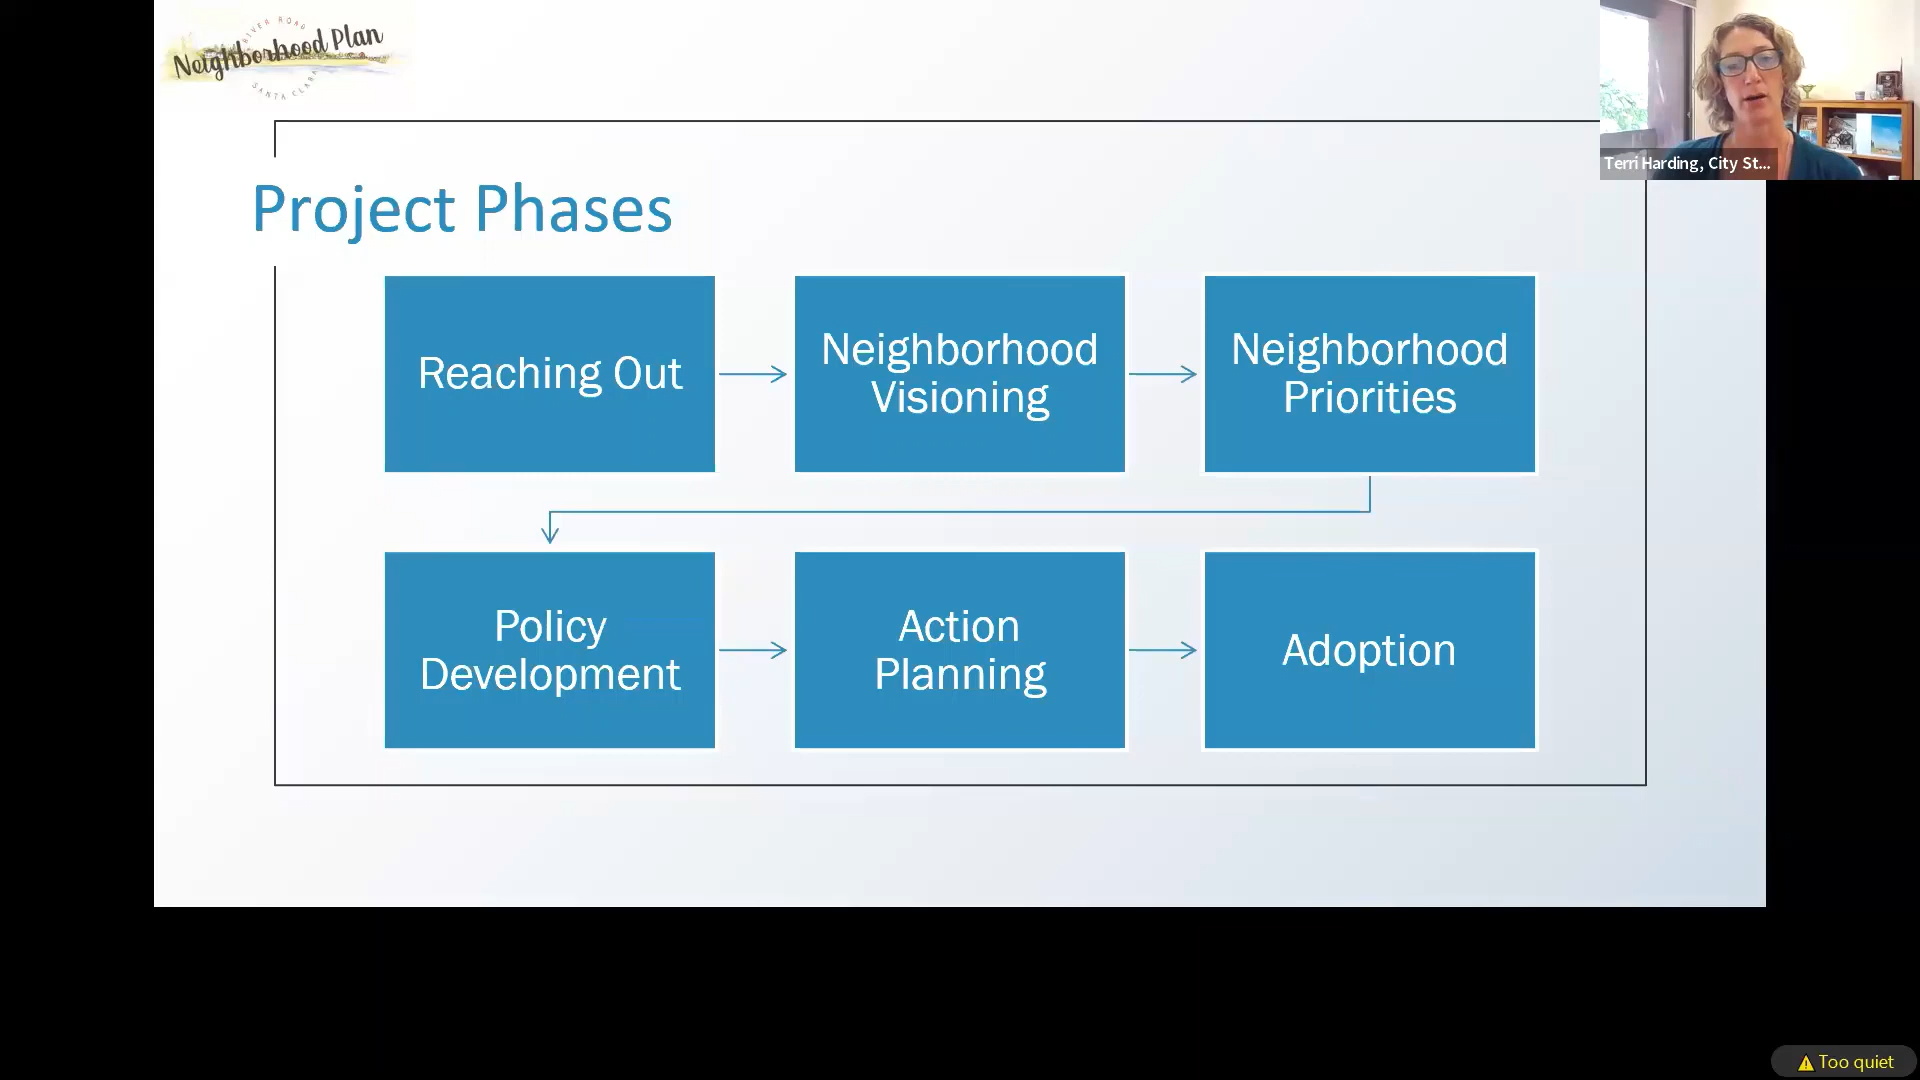 RIVER ROAD
Neighborhood Plan
SANTA CLARA
Terri Harding, City St...
Project Phases
Reaching Out
Neighborhood
Visioning
Neighborhood
Priorities
Policy
Development
Action
Planning
Adoption
Too quiet